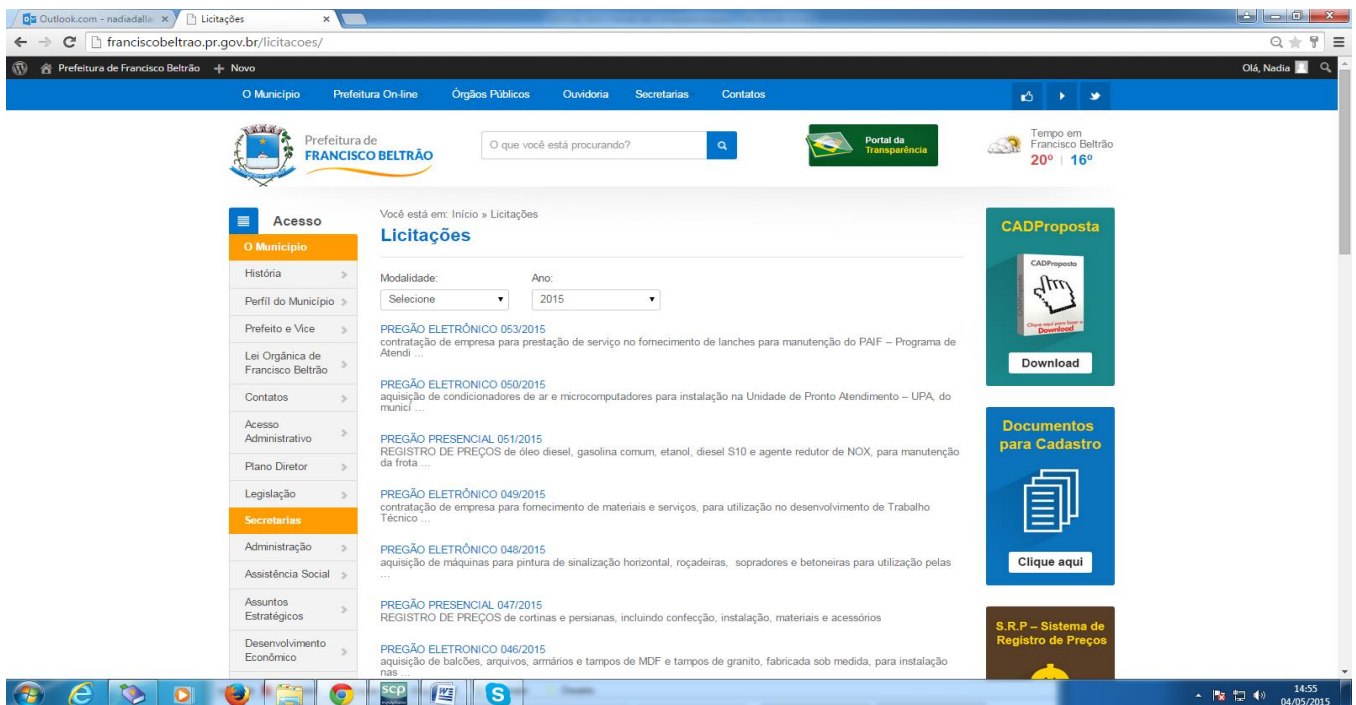 Outlook.com - nadiadalla
Licitações
franciscobeltrao.pr.gov.br/licitacoes/
Prefeitura de Francisco Beltrão + Novo
Olá, Nadia
O Município Prefeitura On-line Órgãos Públicos Ouvidoria Secretarias Contatos
Prefeitura de
FRANCISCO BELTRÃO
O que você está procurando?
Portal da
Transparência
Tempo em
Francisco Beltrão
20º | 16º
Acesso
O Município
História
Perfíl do Município
Prefeito e Vice
Lei Orgânica de
Francisco Beltrão
Contatos
Acesso
Administrativo
Plano Diretor
Legislação
Secretarias
Administração
Assistência Social
Assuntos
Estratégicos
Desenvolvimento
Econômico
Você está em: Início » Licitações
Licitações
Modalidade: Ano:
Selecione 2015
PREGÃO ELETRÔNICO 053/2015
contratação de empresa para prestação de serviço no fornecimento de lanches para manutenção do PAIF – Programa de
Atendi ...
PREGÃO ELETRONICO 050/2015
aquisição de condicionadores de ar e microcomputadores para instalação na Unidade de Pronto Atendimento – UPA, do
municí ...
PREGÃO PRESENCIAL 051/2015
REGISTRO DE PREÇOS de óleo diesel, gasolina comum, etanol, diesel S10 e agente redutor de NOX, para manutenção
da frota ...
PREGÃO ELETRÔNICO 049/2015
contratação de empresa para fornecimento de materiais e serviços, para utilização no desenvolvimento de Trabalho
Técnico ...
PREGÃO ELETRÔNICO 048/2015
aquisição de máquinas para pintura de sinalização horizontal, roçadeiras, sopradores e betoneiras para utilização pelas
...
PREGÃO PRESENCIAL 047/2015
REGISTRO DE PREÇOS de cortinas e persianas, incluindo confecção, instalação, materiais e acessórios
PREGÃO ELETRONICO 046/2015
aquisição de balcões, arquivos, armários e tampos de MDF e tampos de granito, fabricada sob medida, para instalação
nas ...
CADProposta
CADProposta
CADProposta
Clique aqui para fazer o
Download
Download
Documentos
para Cadastro
Clique aqui
S.R.P – Sistema de
Registro de Preços
scp
14:55
04/05/2015